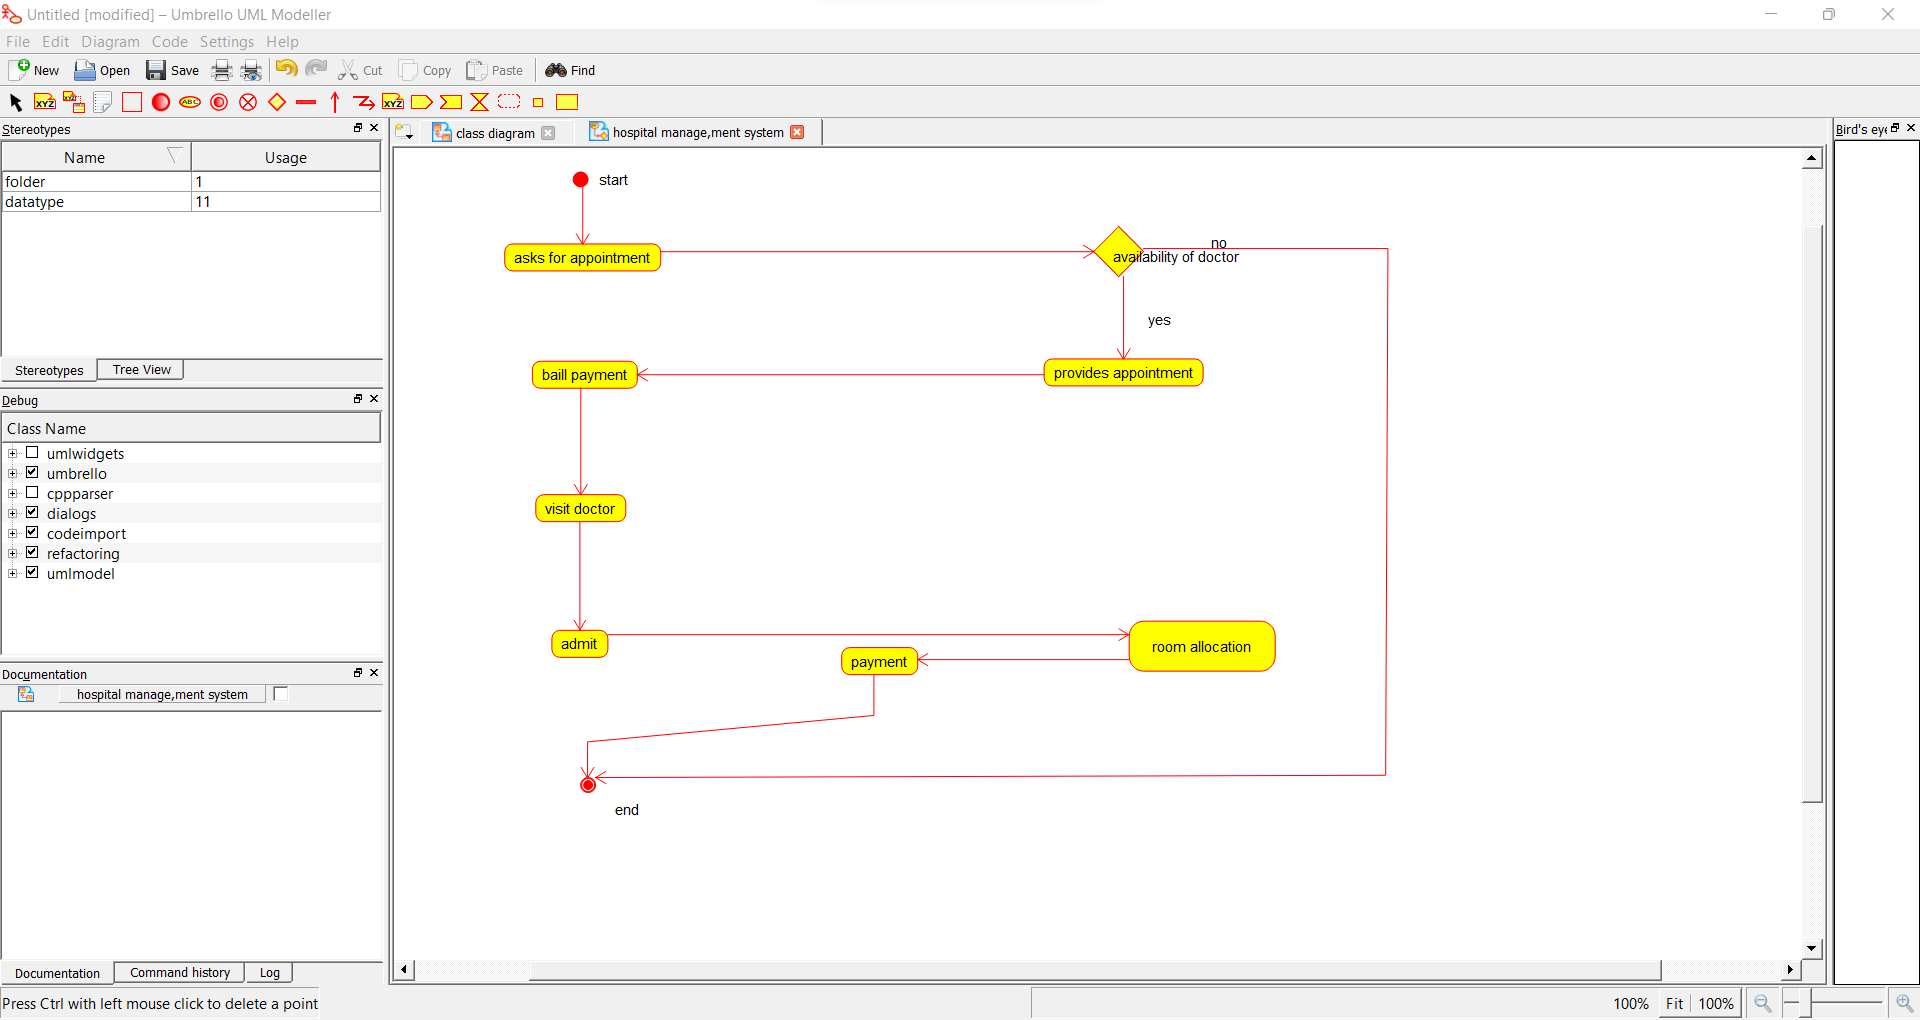 Untitled [modified] – Umbrello UML Modeller
File Edit Diagram Code Settings Help
New Open Save Cut Copy Paste Find
XYZ XYZ ABC XYZ
Stereotypes
Name Usage
folder 1
datatype 11
Stereotypes Tree View
Debug
Class Name
umlwidgets
umbrello
cppparser
dialogs
codeimport
refactoring
umlmodel
Documentation
hospital manage,ment system
Documentation Command history Log
Press Ctrl with left mouse click to delete a point
class diagram hospital manage,ment system
start
asks for appointment
no
availability of doctor
yes
baill payment
provides appointment
visit doctor
admit
room allocation
payment
end
Bird's eye
100% Fit 100%